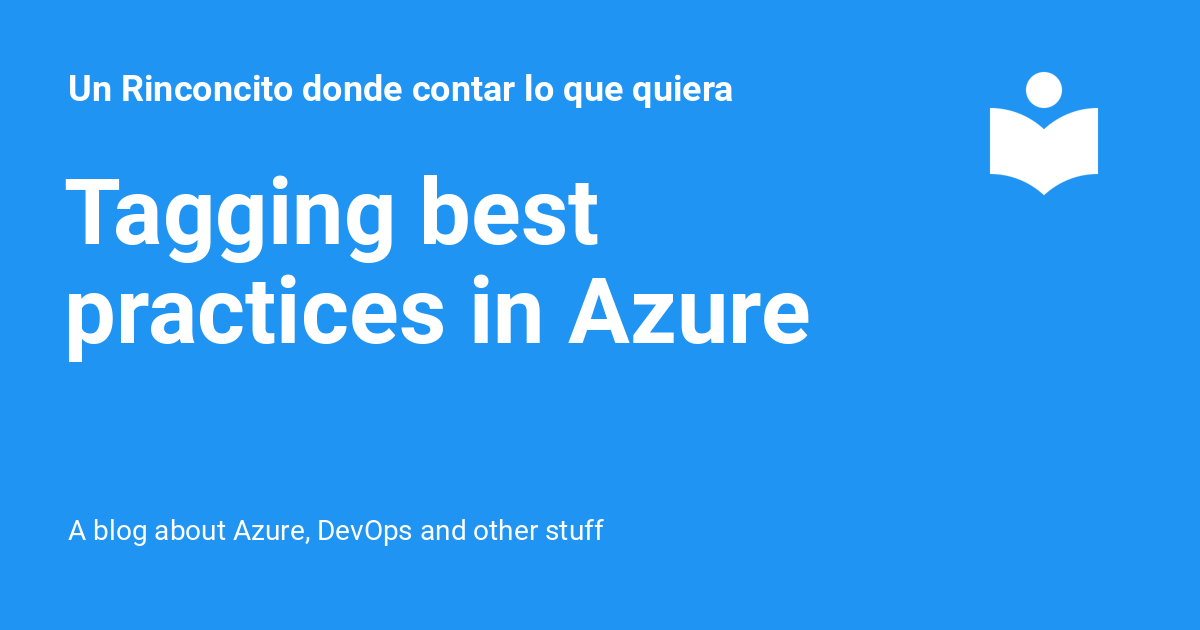 Un Rinconcito donde contar lo que quiera
Tagging best
practices in Azure
A blog about Azure, DevOps and other stuff